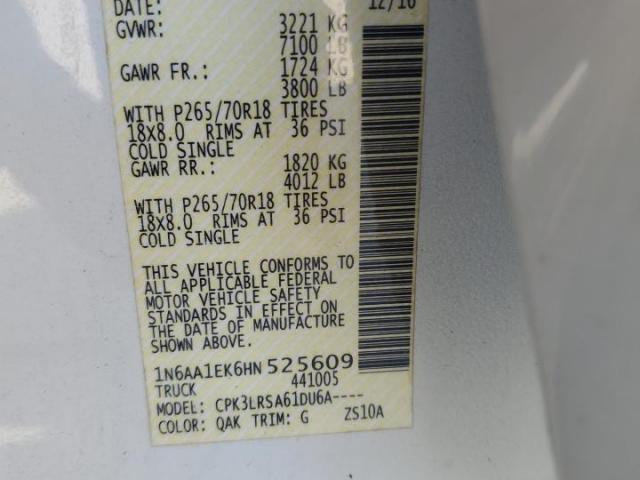 DATE: 12/16
GVWR: 3221 KG
7100 LB
GAWR FR.: 1724 KG
3800 LB
WITH P265/70R18 TIRES
18X8.0 RIMS AT 36 PSI
COLD SINGLE
GAWR RR.: 1820 KG
4012 LB
WITH P265/70R18 TIRES
18X8.0 RIMS AT 36 PSI
COLD SINGLE
THIS VEHICLE CONFORMS TO
ALL APPLICABLE FEDERAL
MOTOR VEHICLE SAFETY
STANDARDS IN EFFECT ON
THE DATE OF MANUFACTURE
SHOWN ABOVE.
1N6AA1EK6HN525609
TRUCK 441005
MODEL: CPK3LRSA61DU6A----
COLOR: QAK TRIM: G ZS10A